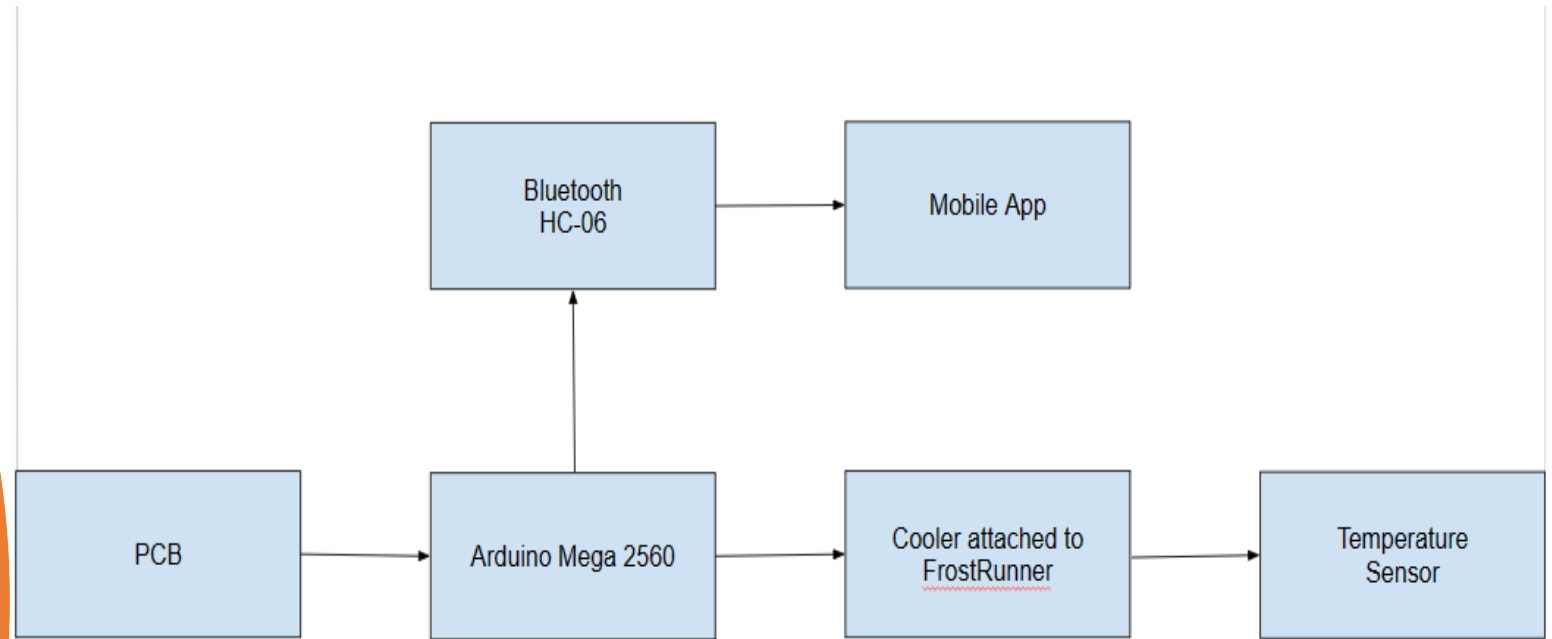 Bluetooth
HC-06
Mobile App
PCB
Arduino Mega 2560
Cooler attached to
FrostRunner
Temperature
Sensor